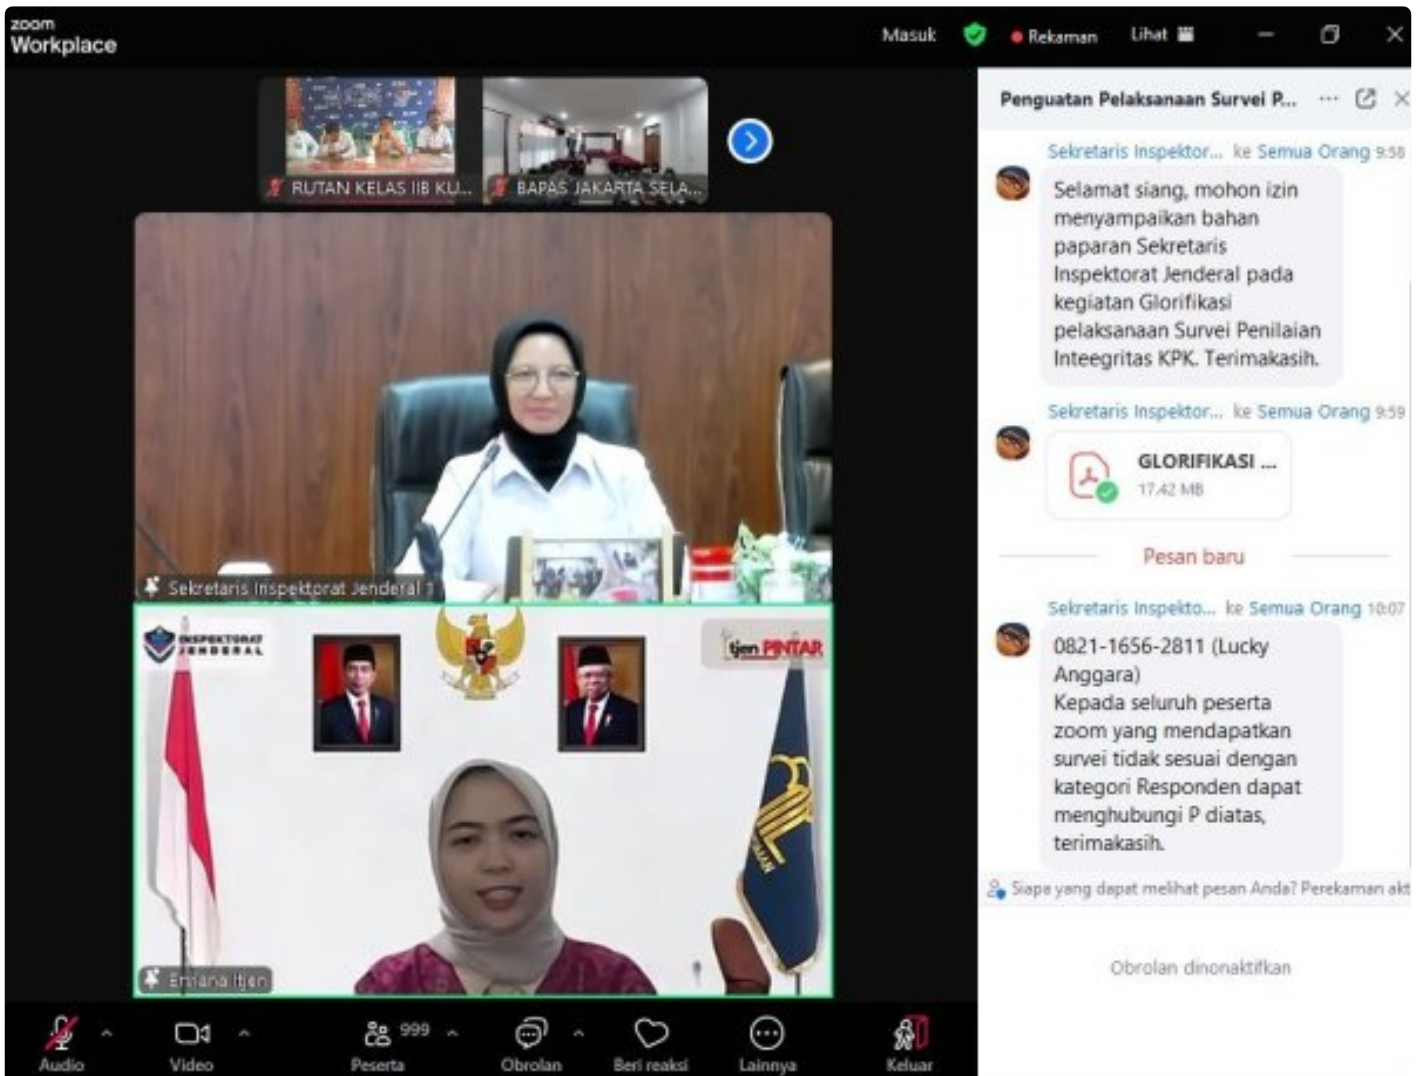 zoom
Workplace
Masuk
Rekaman
Lihat
RUTAN KELAS IIB KU...
BAPAS JAKARTA SELA...
Sekretaris Inspektorat Jenderal 1
INSPEKTORAT
JENDERAL
Itjen PINTAR
Erviana Itjen
Penguatan Pelaksanaan Survei P...
Sekretaris Inspektor... ke Semua Orang 9:58
Selamat siang, mohon izin
menyampaikan bahan
paparan Sekretaris
Inspektorat Jenderal pada
kegiatan Glorifikasi
pelaksanaan Survei Penilaian
Inteegritas KPK. Terimakasih.
Sekretaris Inspektor... ke Semua Orang 9:59
GLORIFIKASI ...
17.42 MB
Pesan baru
Sekretaris Inspekto... ke Semua Orang 10:07
0821-1656-2811 (Lucky
Anggara)
Kepada seluruh peserta
zoom yang mendapatkan
survei tidak sesuai dengan
kategori Responden dapat
menghubungi P diatas,
terimakasih.
Siapa yang dapat melihat pesan Anda? Perekaman akt
Obrolan dinonaktifkan
Audio
Video
999
Peserta
Obrolan
Beri reaksi
Lainnya
Keluar